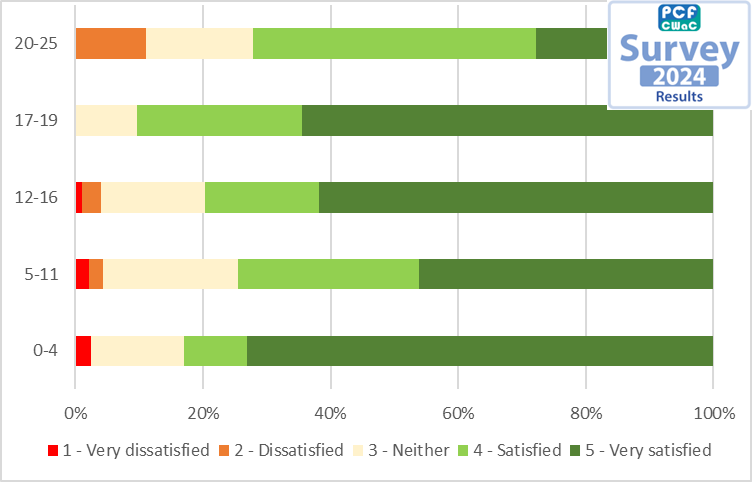 PCF
CWaC
Survey
2024
Results
20-25
17-19
12-16
5-11
0-4
0% 20% 40% 60% 80% 100%
1 - Very dissatisfied 2 - Dissatisfied 3 - Neither 4 - Satisfied 5 - Very satisfied